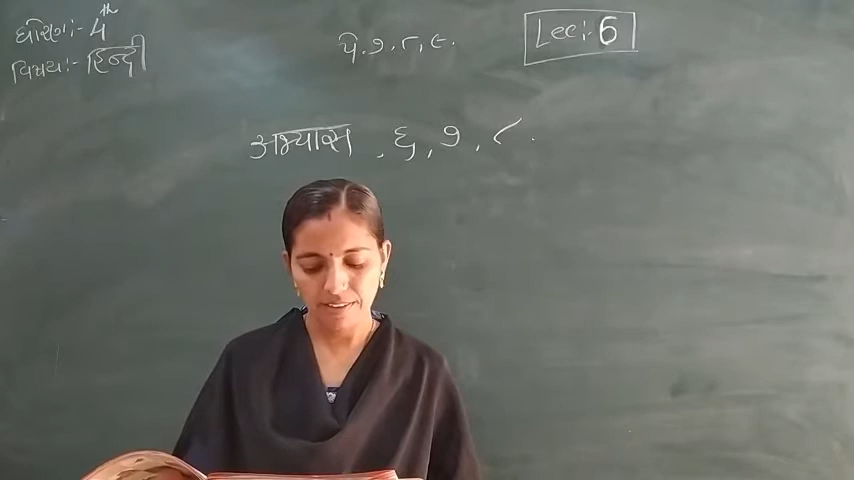 ધોરણ:- 4th
વિષય:- हिन्दी
પે. ૭, ૮, ૯.
Lec:- 6
अभ्यास, ६, ७, ८.